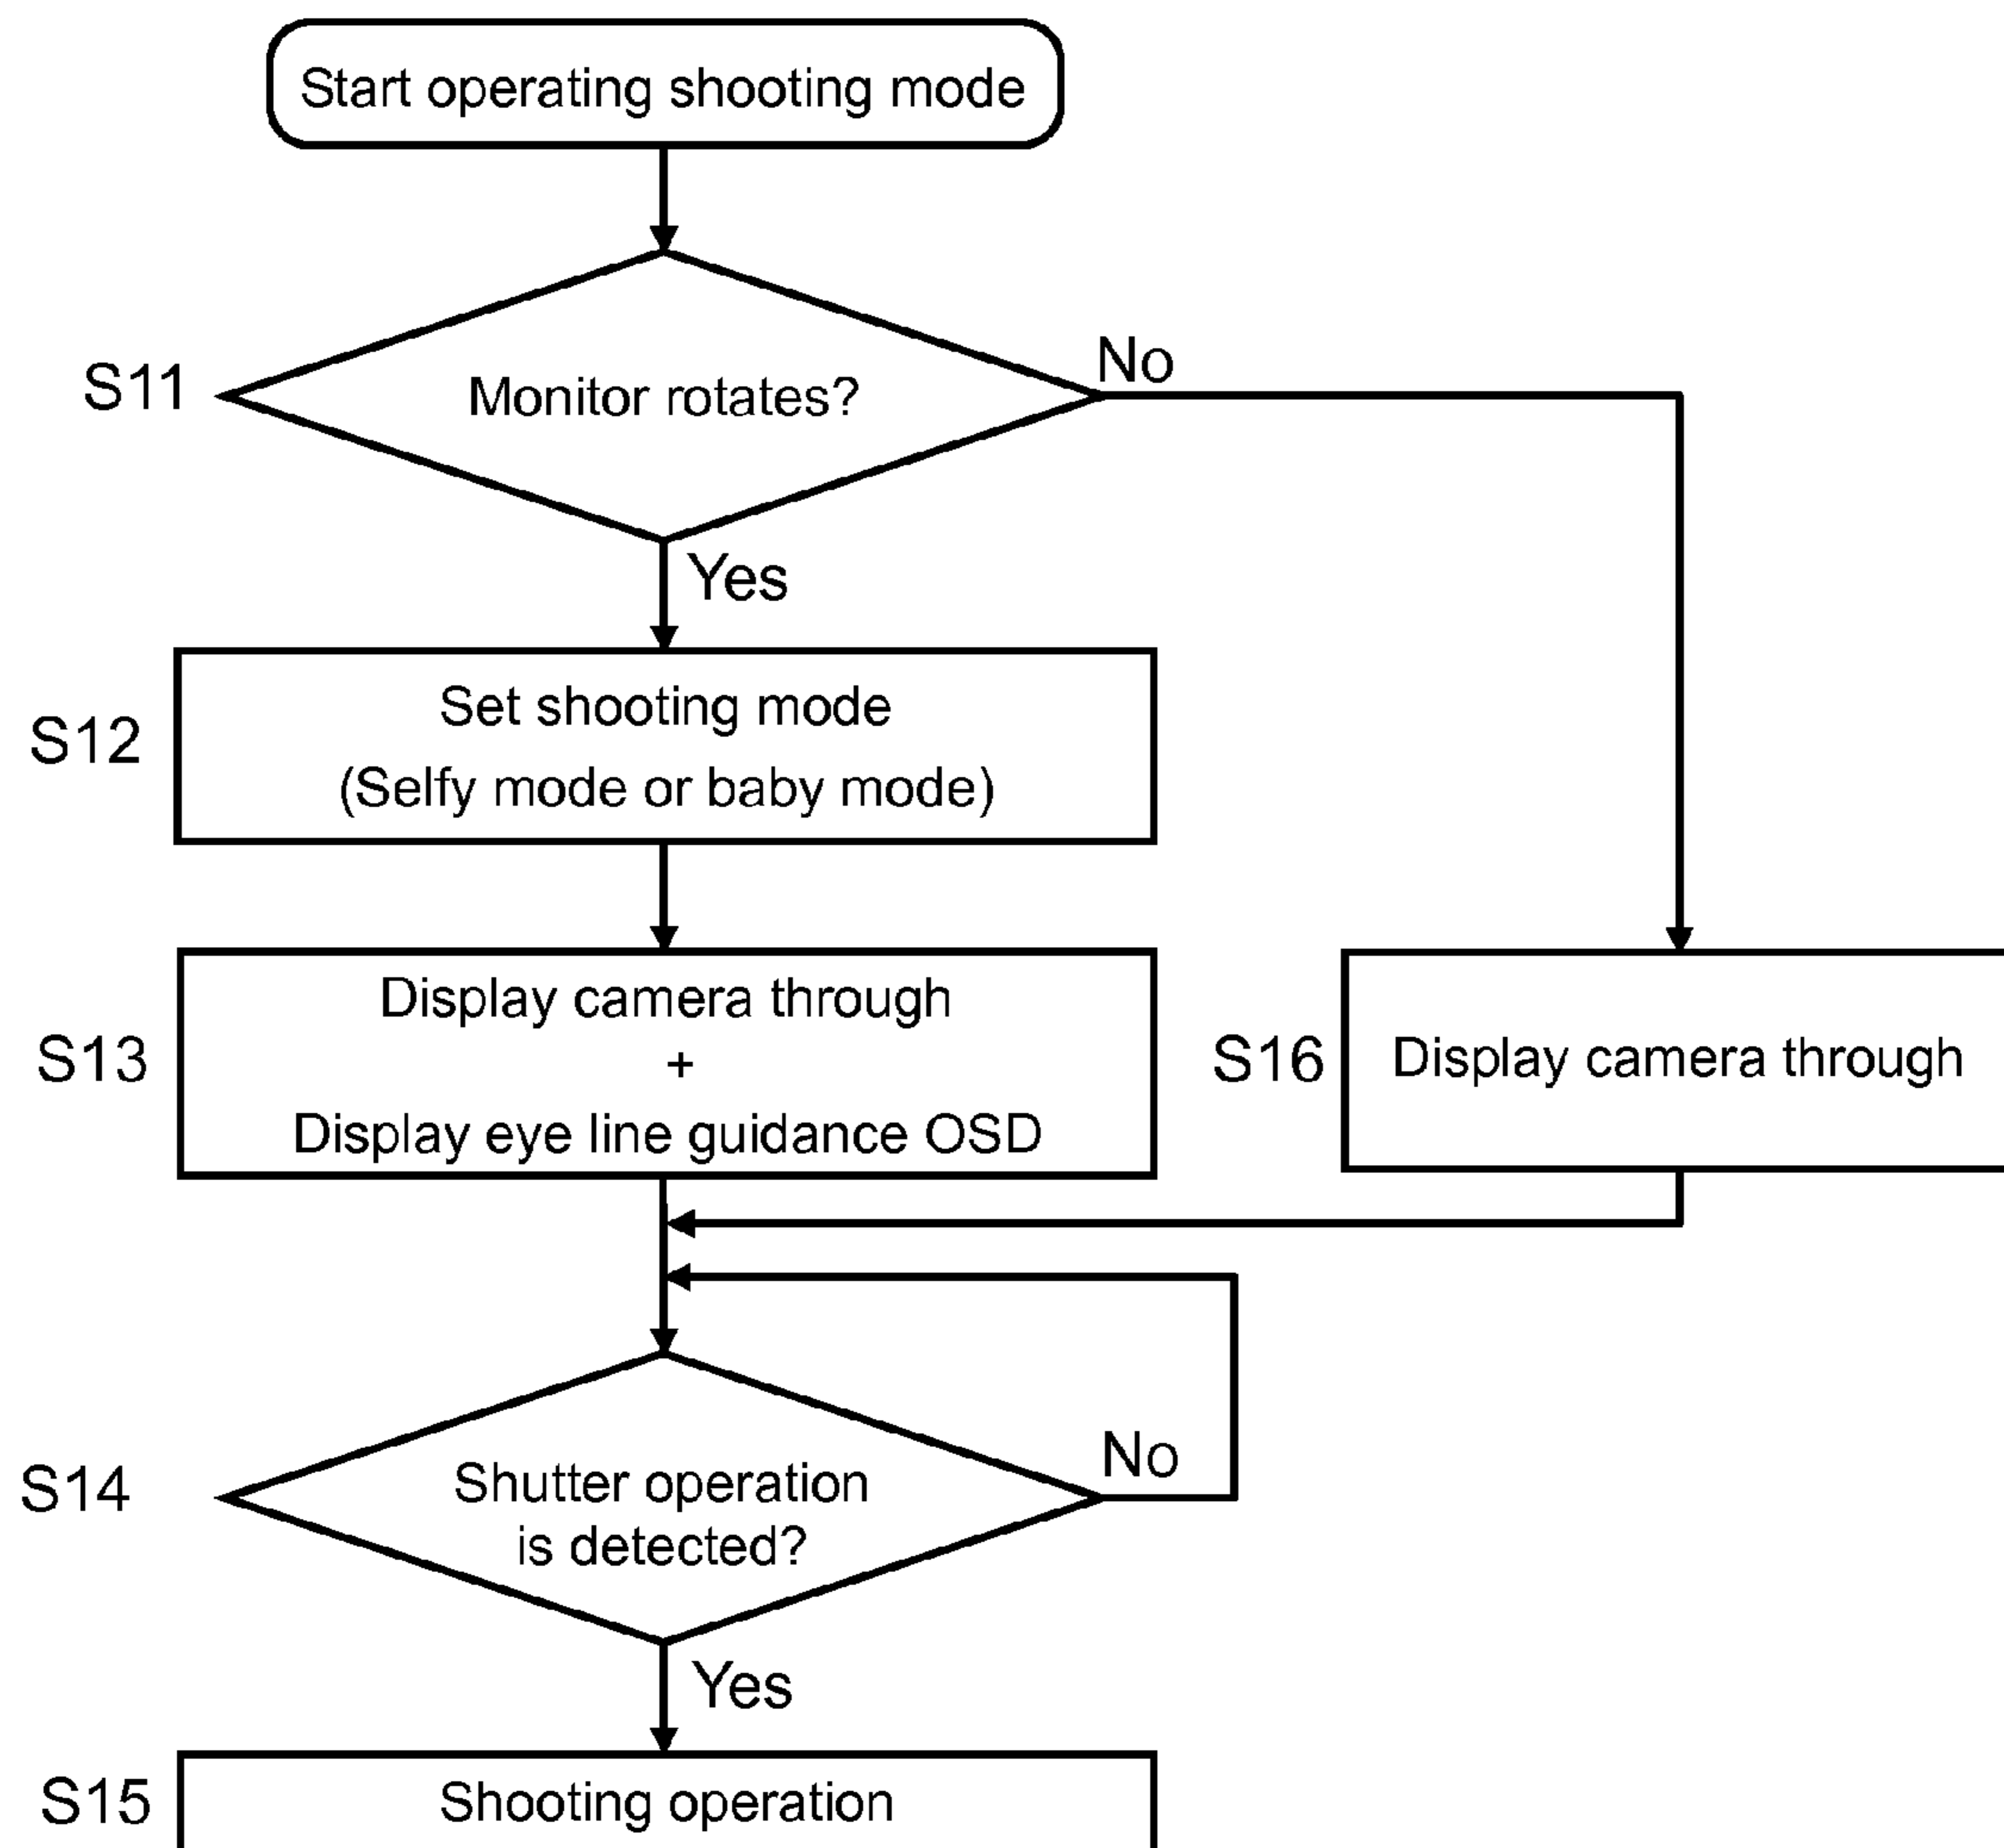 Start operating shooting mode
S11
Monitor rotates?
No
Yes
S12
Set shooting mode
(Selfy mode or baby mode)
S13
Display camera through
+
Display eye line guidance OSD
S16
Display camera through
S14
Shutter operation
is detected?
No
Yes
S15
Shooting operation